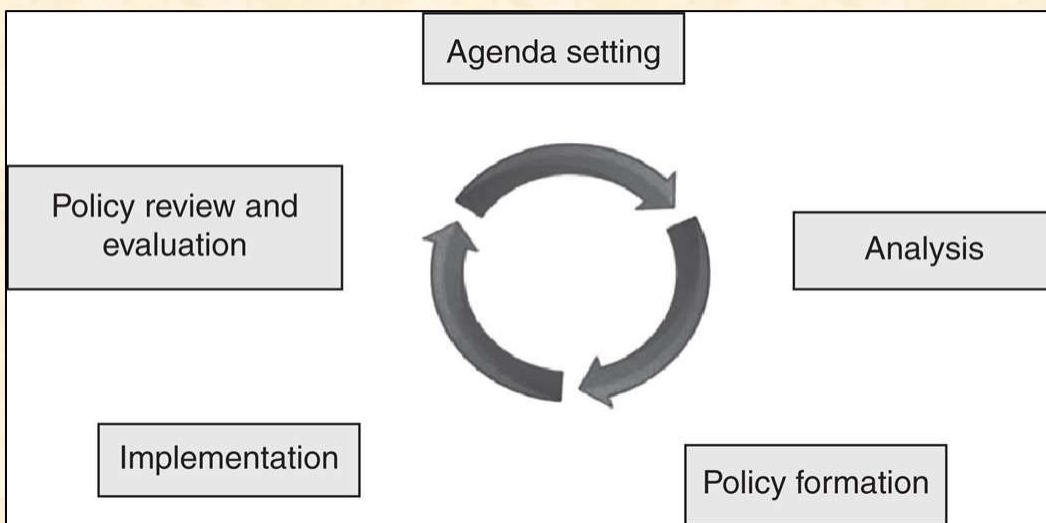 Agenda setting
Policy review and
evaluation
Analysis
Implementation
Policy formation